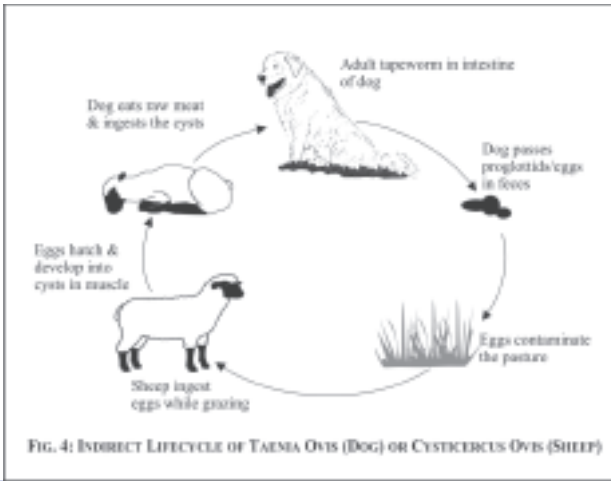 Adult tapeworm in intestine
of dog
Dog passes
proglottids/eggs
in feces
Eggs contaminate
the pasture
Sheep ingest
eggs while grazing
Eggs hatch &
develop into
cysts in muscle
Dog eats raw meat
& ingests the cysts
FIG. 4: INDIRECT LIFECYCLE OF TAENIA OVIS (DOG) OR CYSTICERCUS OVIS (SHEEP)